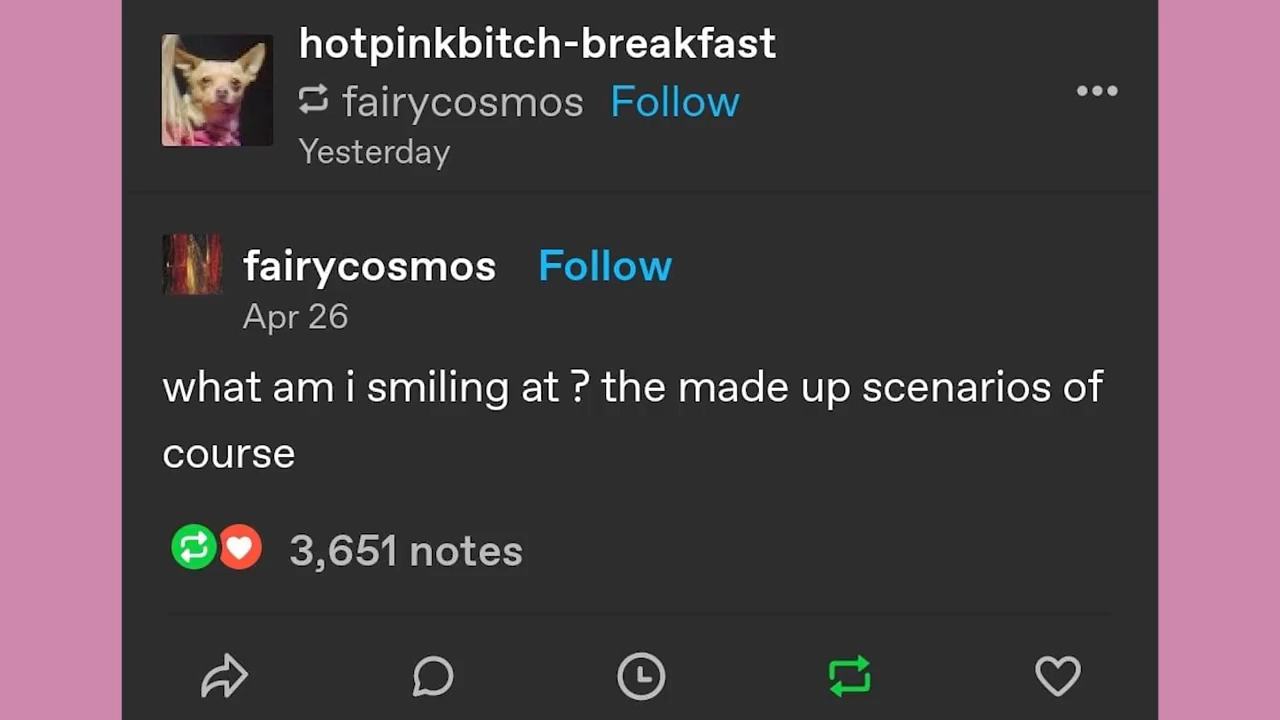 hotpinkbitch-breakfast
fairycosmos Follow
Yesterday
fairycosmos Follow
Apr 26
what am i smiling at ? the made up scenarios of
course
3,651 notes